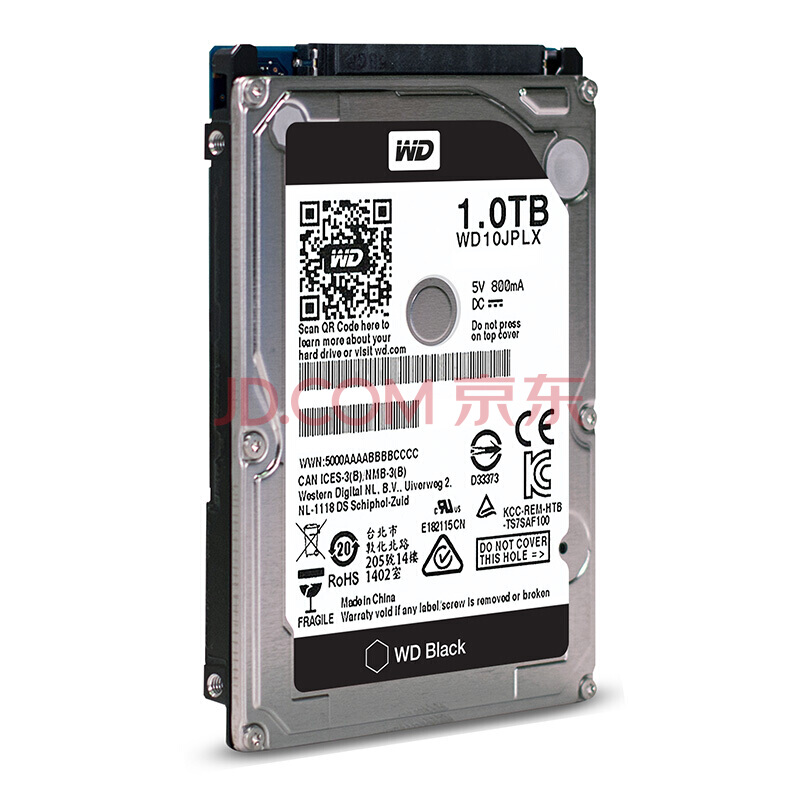 WD
1.0TB
WD10JPLX
WD
5V 800mA
DC
Scan QR Code here to
learn more about your
hard drive or visit wd.com
Do not press
on top cover
JD.COM 京东
WWN:5000AAAABBBBCCCC
CAN ICES-3(B)/NMB-3(B)
Western Digital NL, B.V., Uiverweg 2,
NL-1118 DS Schiphol-Zuid
D33373
CE
KCC-REM-HTB
-TS7SAF100
E182115CN
20
RoHS
台北市
敦化北路
205號14樓
1402室
DO NOT COVER
THIS HOLE =>
FRAGILE
Made in China
Warraty void if any label/screw is removed or broken
WD Black